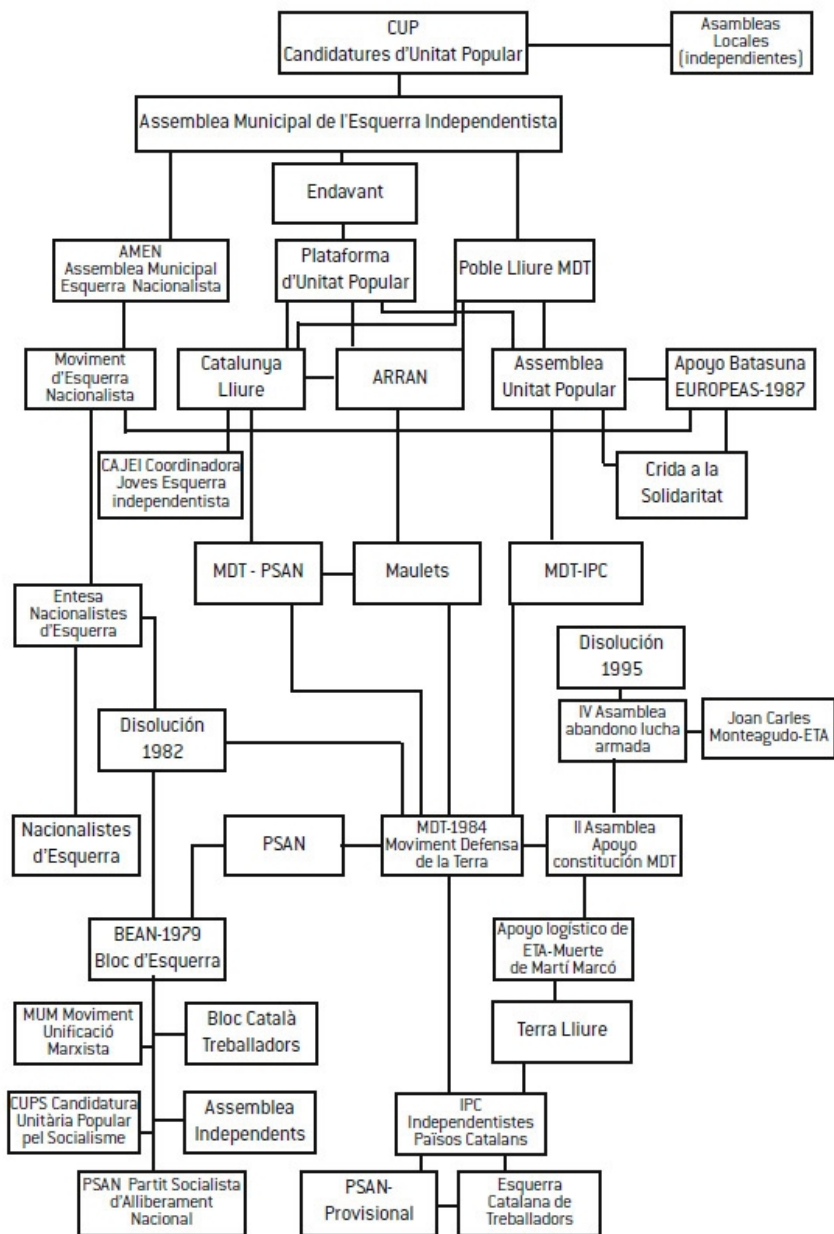 CUP
Candidatures d'Unitat Popular
Asambleas
Locales
(independientes)
Assemblea Municipal de l'Esquerra Independentista
Endavant
AMEN
Assemblea Municipal
Esquerra Nacionalista
Plataforma
d'Unitat Popular
Poble Lliure MDT
Moviment
d'Esquerra
Nacionalista
Catalunya
Lliure
ARRAN
Assemblea
Unitat Popular
Apoyo Batasuna
EUROPEAS-1987
CAJEI Coordinadora
Joves Esquerra
independentista
Crida a la
Solidaritat
MDT - PSAN
Maulets
MDT-IPC
Entesa
Nacionalistes
d'Esquerra
Disolución
1995
Disolución
1982
IV Asamblea
abandono lucha
armada
Joan Carles
Monteagudo-ETA
Nacionalistes
d'Esquerra
PSAN
MDT-1984
Moviment Defensa
de la Terra
II Asamblea
Apoyo
constitución MDT
BEAN-1979
Bloc d'Esquerra
Apoyo logístico de
ETA-Muerte
de Martí Marcó
MUM Moviment
Unificació
Marxista
Bloc Català
Treballadors
Terra Lliure
CUPS Candidatura
Unitària Popular
pel Socialisme
Assemblea
Independents
IPC
Independentistes
Països Catalans
PSAN Partit Socialista
d'Alliberament
Nacional
PSAN-
Provisional
Esquerra
Catalana de
Treballadors